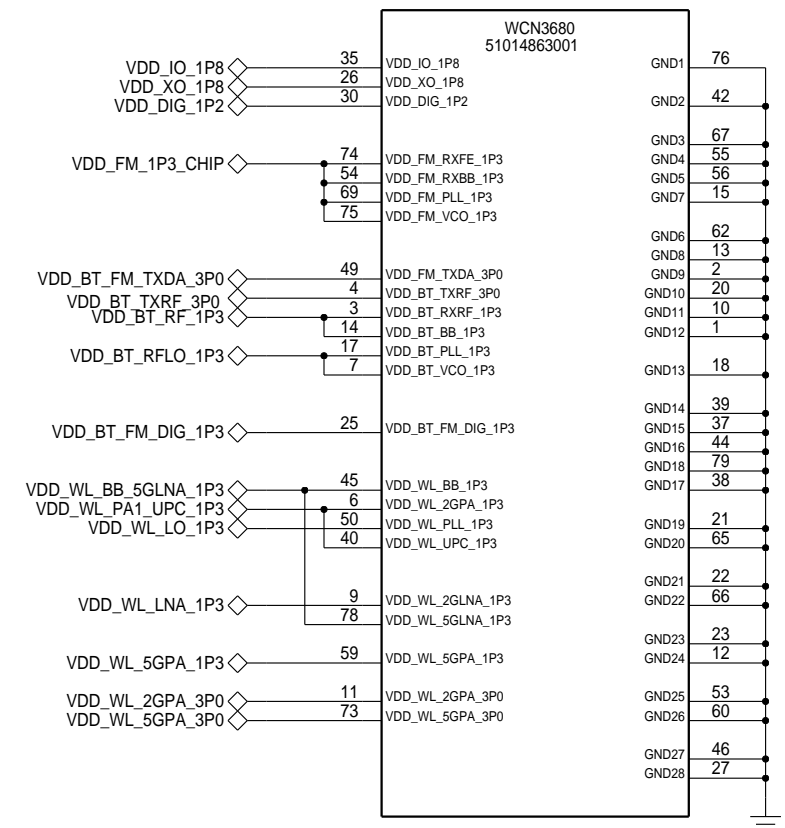 WCN3680
51014863001
VDD_IO_1P8 35 VDD_IO_1P8 GND1 76
VDD_XO_1P8 26 VDD_XO_1P8
VDD_DIG_1P2 30 VDD_DIG_1P2 GND2 42
GND3 67
VDD_FM_1P3_CHIP 74 VDD_FM_RXFE_1P3 GND4 55
54 VDD_FM_RXBB_1P3 GND5 56
69 VDD_FM_PLL_1P3 GND7 15
75 VDD_FM_VCO_1P3
GND6 62
GND8 13
VDD_BT_FM_TXDA_3P0 49 VDD_FM_TXDA_3P0 GND9 2
VDD_BT_TXRF_3P0 4 VDD_BT_TXRF_3P0 GND10 20
VDD_BT_RF_1P3 3 VDD_BT_RXRF_1P3 GND11 10
14 VDD_BT_BB_1P3 GND12 1
VDD_BT_RFLO_1P3 17 VDD_BT_PLL_1P3
7 VDD_BT_VCO_1P3 GND13 18
GND14 39
VDD_BT_FM_DIG_1P3 25 VDD_BT_FM_DIG_1P3 GND15 37
GND16 44
GND18 79
VDD_WL_BB_5GLNA_1P3 45 VDD_WL_BB_1P3 GND17 38
VDD_WL_PA1_UPC_1P3 6 VDD_WL_2GPA_1P3
VDD_WL_LO_1P3 50 VDD_WL_PLL_1P3 GND19 21
40 VDD_WL_UPC_1P3 GND20 65
GND21 22
VDD_WL_LNA_1P3 9 VDD_WL_2GLNA_1P3 GND22 66
78 VDD_WL_5GLNA_1P3
GND23 23
VDD_WL_5GPA_1P3 59 VDD_WL_5GPA_1P3 GND24 12
VDD_WL_2GPA_3P0 11 VDD_WL_2GPA_3P0 GND25 53
VDD_WL_5GPA_3P0 73 VDD_WL_5GPA_3P0 GND26 60
GND27 46
GND28 27